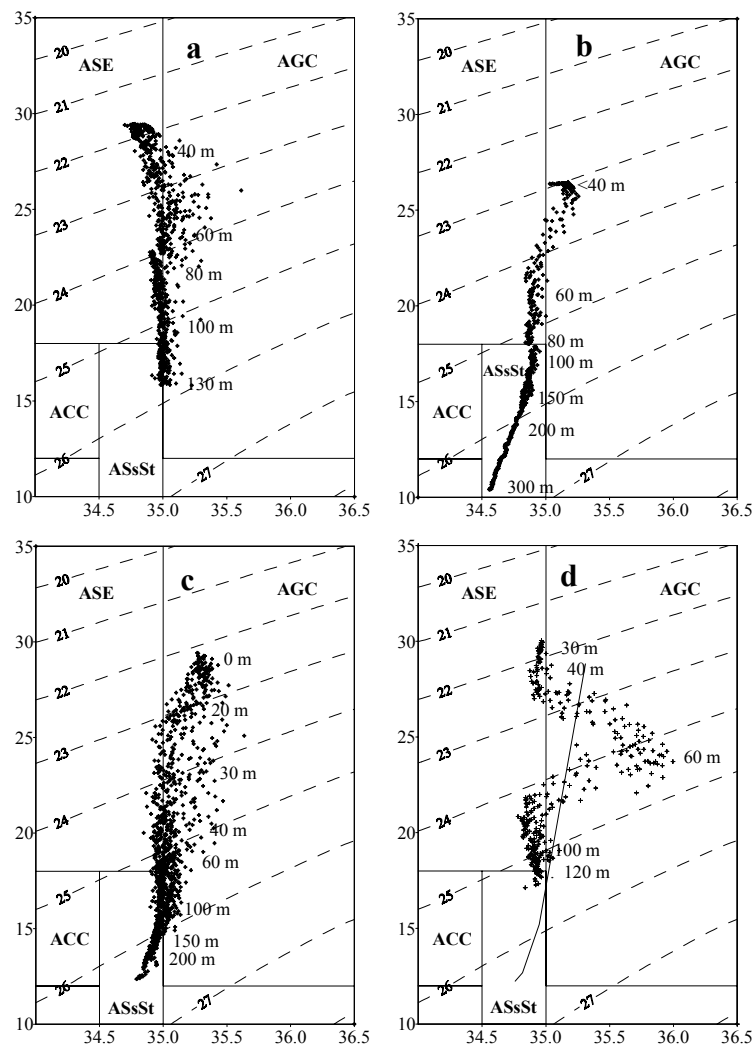 35
20
ASE
a
AGC
30
21
40 m
22
25
60 m
23
80 m
20
24
100 m
25
130 m
15
ACC
26
ASsSt
-27
10
34.5 35.0 35.5 36.0 36.5
35
20
ASE
b
AGC
30
21
22
<40 m
25
23
60 m
20
24
80 m
100 m
ASsSt
25
150 m
15
ACC
200 m
26
300 m
-27
10
34.5 35.0 35.5 36.0 36.5
35
20
ASE
c
AGC
30
21
0 m
22
20 m
25
23
30 m
20
24
40 m
60 m
25
100 m
15
ACC
150 m
200 m
26
ASsSt
-27
10
34.5 35.0 35.5 36.0 36.5
35
20
ASE
d
AGC
30
21
30 m
40 m
22
25
23
60 m
20
24
100 m
120 m
25
15
ACC
26
ASsSt
-27
10
34.5 35.0 35.5 36.0 36.5